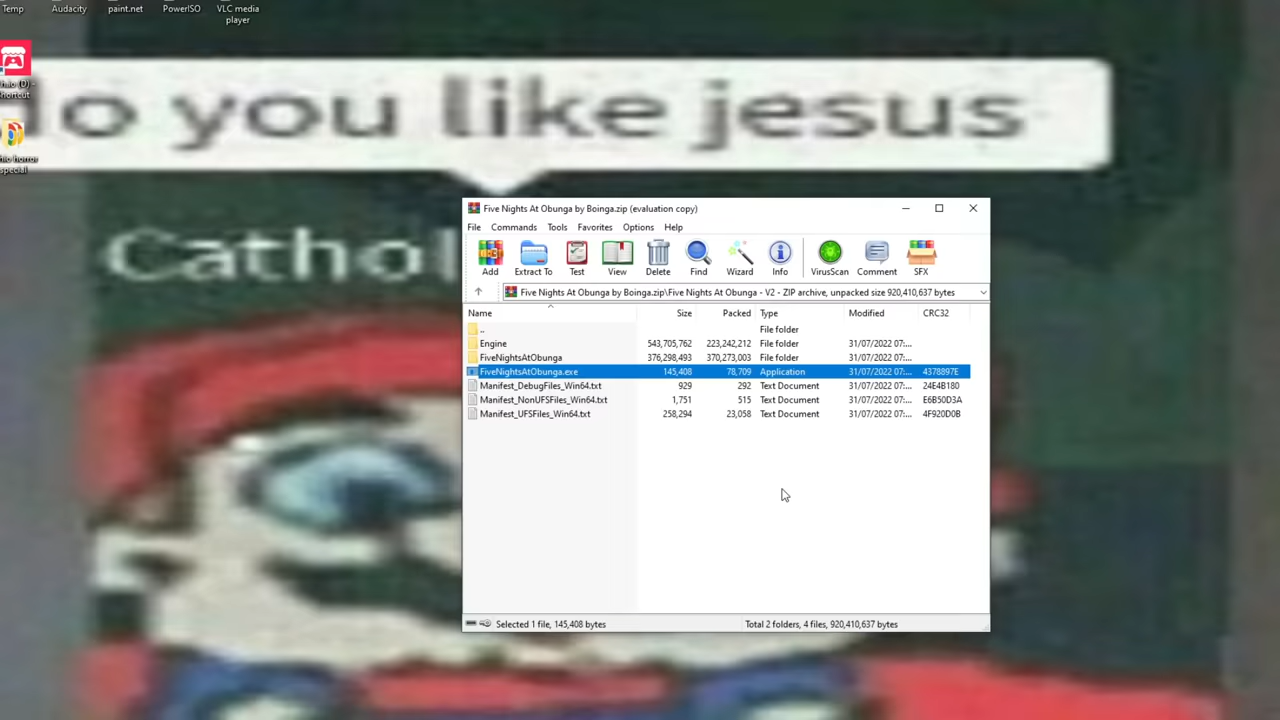 Temp
Audacity
paint.net
PowerISO
VLC media
player
(D) -
shortcut
horror
special
lo you like jesus
Cathol
Five Nights At Obunga by Boinga.zip (evaluation copy)
File Commands Tools Favorites Options Help
Add Extract To Test View Delete Find Wizard Info VirusScan Comment SFX
Five Nights At Obunga by Boinga.zip\Five Nights At Obunga - V2 - ZIP archive, unpacked size 920,410,637 bytes
Name Size Packed Type Modified CRC32
.. File folder
Engine 543,705,762 223,242,212 File folder 31/07/2022 07:...
FiveNightsAtObunga 376,298,493 370,273,003 File folder 31/07/2022 07:...
FiveNightsAtObunga.exe 145,408 78,709 Application 31/07/2022 07:... 4378897E
Manifest_DebugFiles_Win64.txt 929 292 Text Document 31/07/2022 07:... 24E4B180
Manifest_NonUFSFiles_Win64.txt 1,751 515 Text Document 31/07/2022 07:... E6B50D3A
Manifest_UFSFiles_Win64.txt 258,294 23,058 Text Document 31/07/2022 07:... 4F920D0B
Selected 1 file, 145,408 bytes
Total 2 folders, 4 files, 920,410,637 bytes